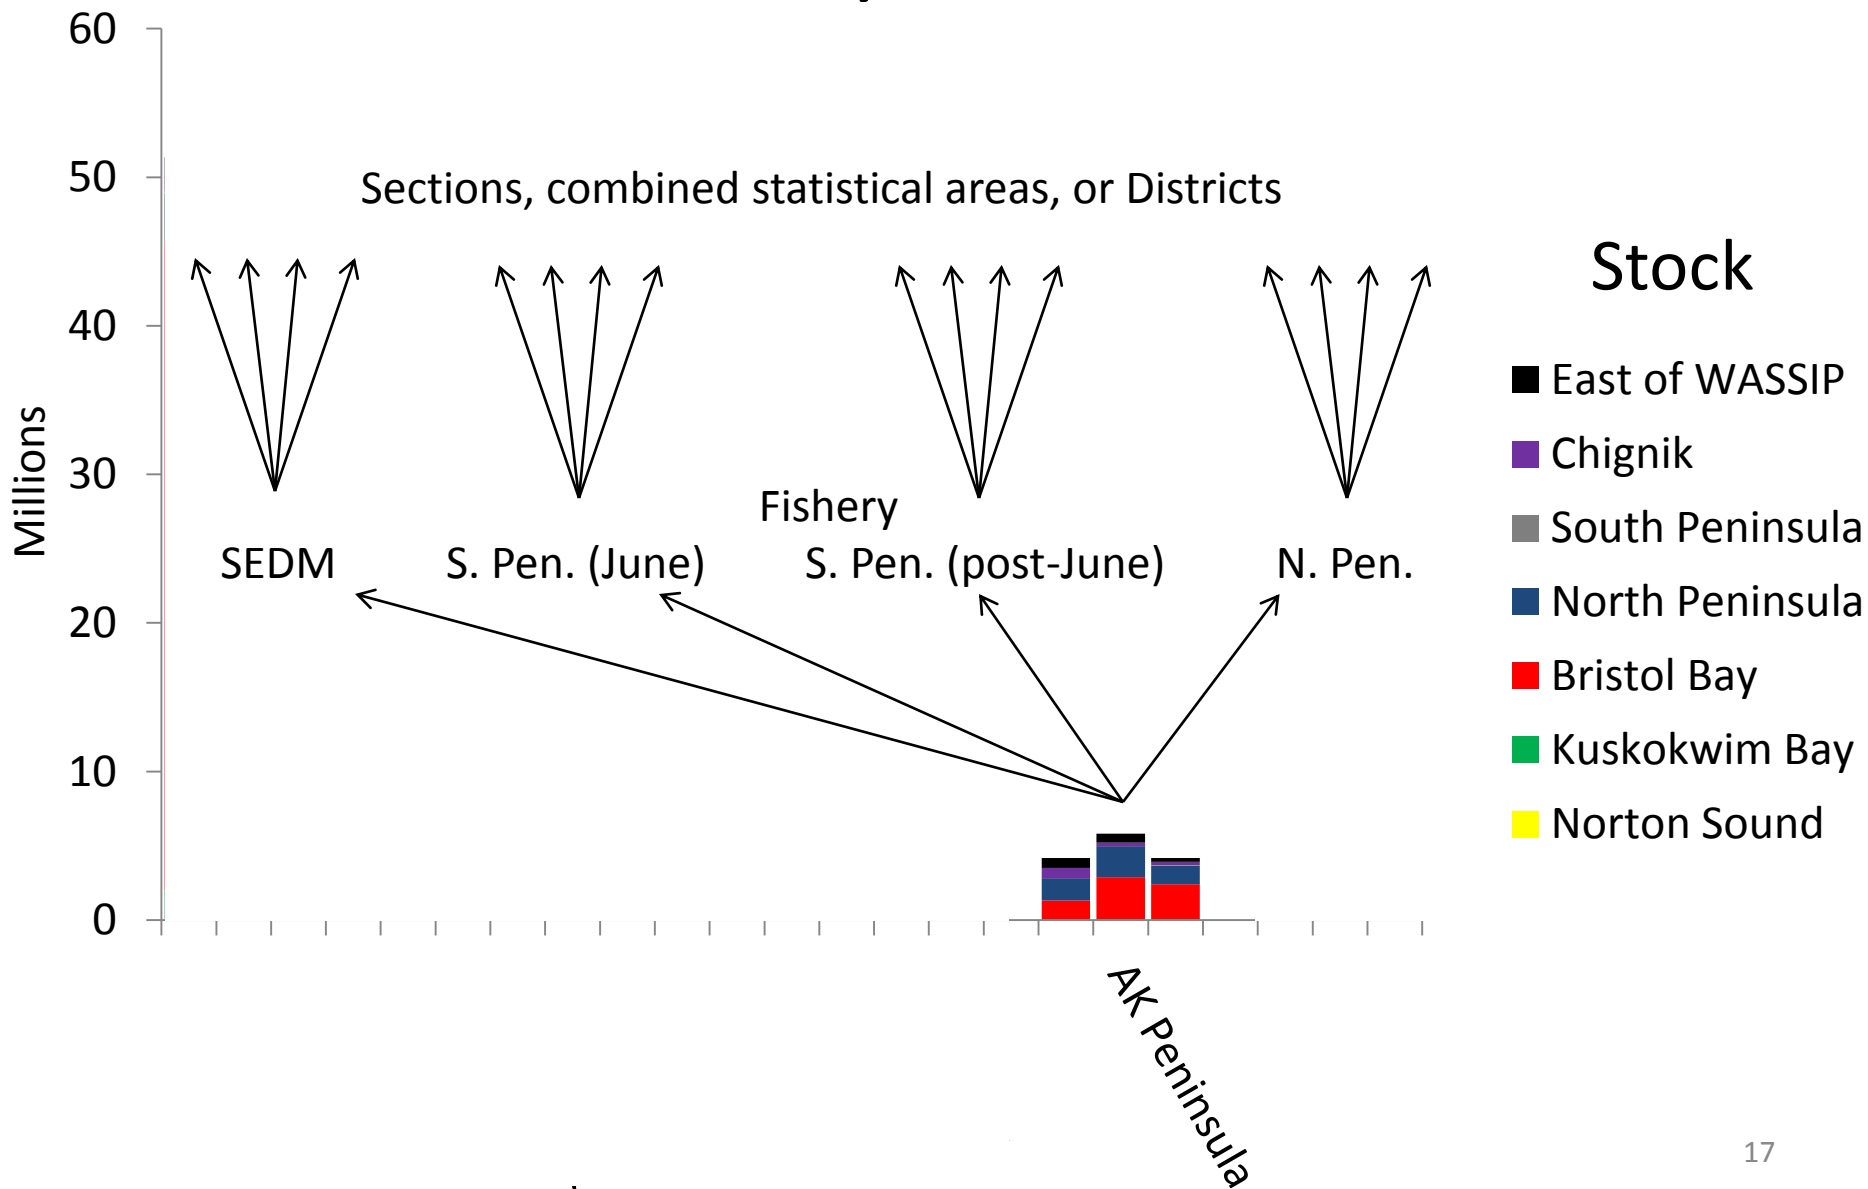 60
50
40
30
20
10
0
Millions
Sections, combined statistical areas, or Districts
Fishery
SEDM
S. Pen. (June)
S. Pen. (post-June)
N. Pen.
AK Peninsula
Stock
East of WASSIP
Chignik
South Peninsula
North Peninsula
Bristol Bay
Kuskokwim Bay
Norton Sound
17